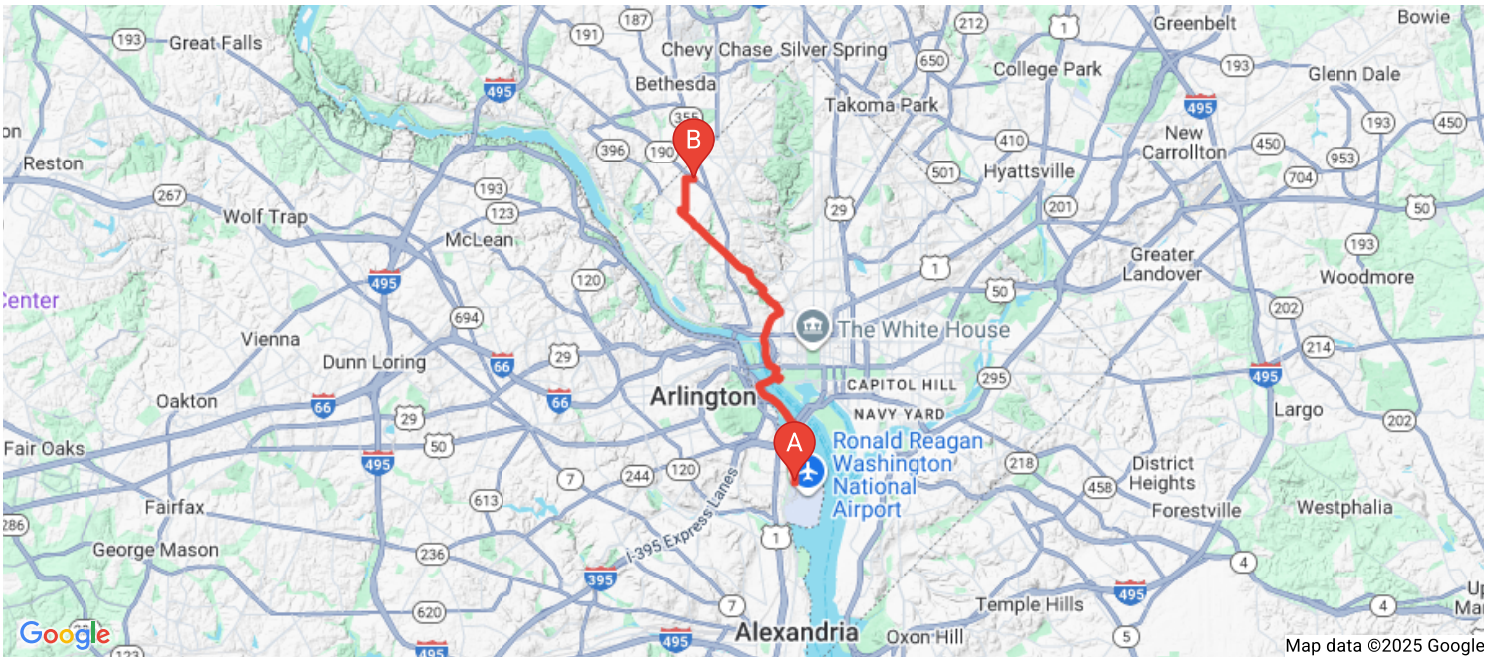 187
212
1
Greenbelt
Bowie
193
Great Falls
191
Chevy Chase
Silver Spring
650
College Park
193
Glenn Dale
Bethesda
495
495
Takoma Park
355
193
450
on
Reston
396
190
B
410
New
Carrollton
450
953
267
193
501
Hyattsville
704
123
29
201
50
Wolf Trap
McLean
Greater
Landover
193
Woodmore
120
1
50
495
Center
694
The White House
202
Vienna
29
214
Dunn Loring
66
495
295
CAPITOL HILL
Oakton
66
66
Arlington
29
NAVY YARD
Largo
202
Fair Oaks
50
A
Ronald Reagan
Washington
National
Airport
495
7
244
120
218
District
Heights
458
613
Forestville
Westphalia
Fairfax
286
I-395 Express Lanes
1
George Mason
236
4
395
495
620
7
Temple Hills
4
Google
495
Alexandria
Oxon Hill
5
123
495
Map data ©2025 Google